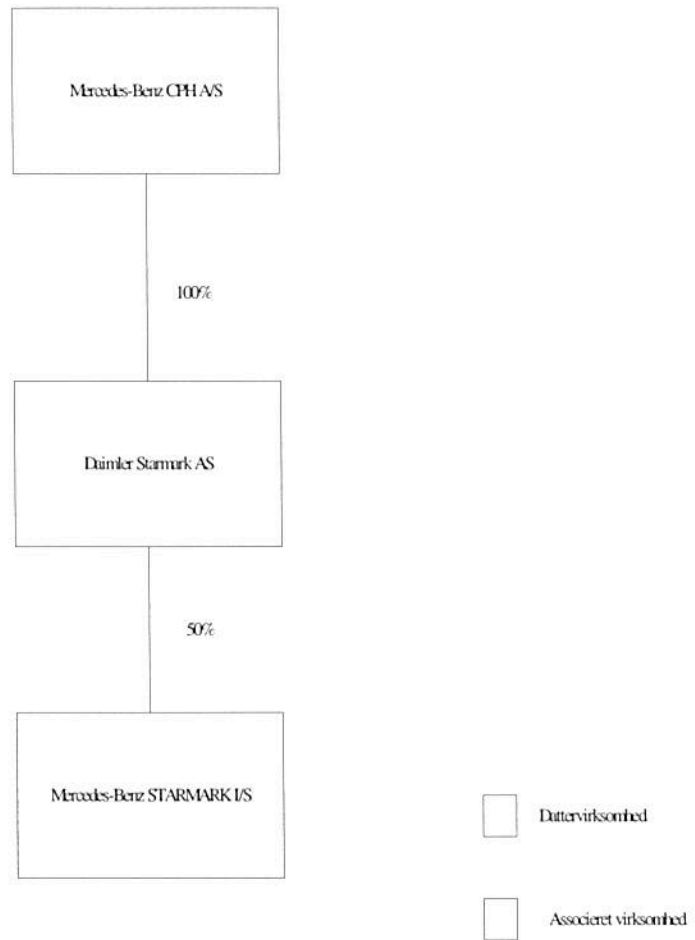 Mercedes-Benz CPH A/S
100%
Daimler Starmark AS
50%
Mercedes-Benz STARMARK I/S
Dattervirksomhed
Associeret virksomhed